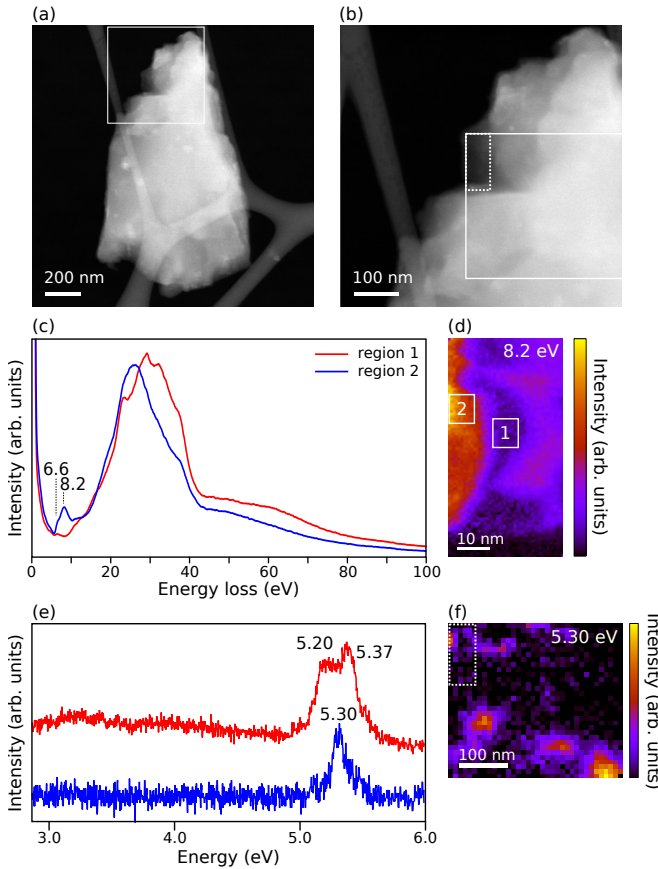 (a)
(b)
200 nm
100 nm
(c)
(d)
Intensity (arb. units)
region 1
region 2
6.6
8.2
0
20
40
60
80
100
Energy loss (eV)
8.2 eV
2
1
10 nm
Intensity (arb. units)
(e)
(f)
Intensity (arb. units)
5.20
5.37
5.30
3.0
4.0
5.0
6.0
Energy (eV)
5.30 eV
100 nm
Intensity (arb. units)